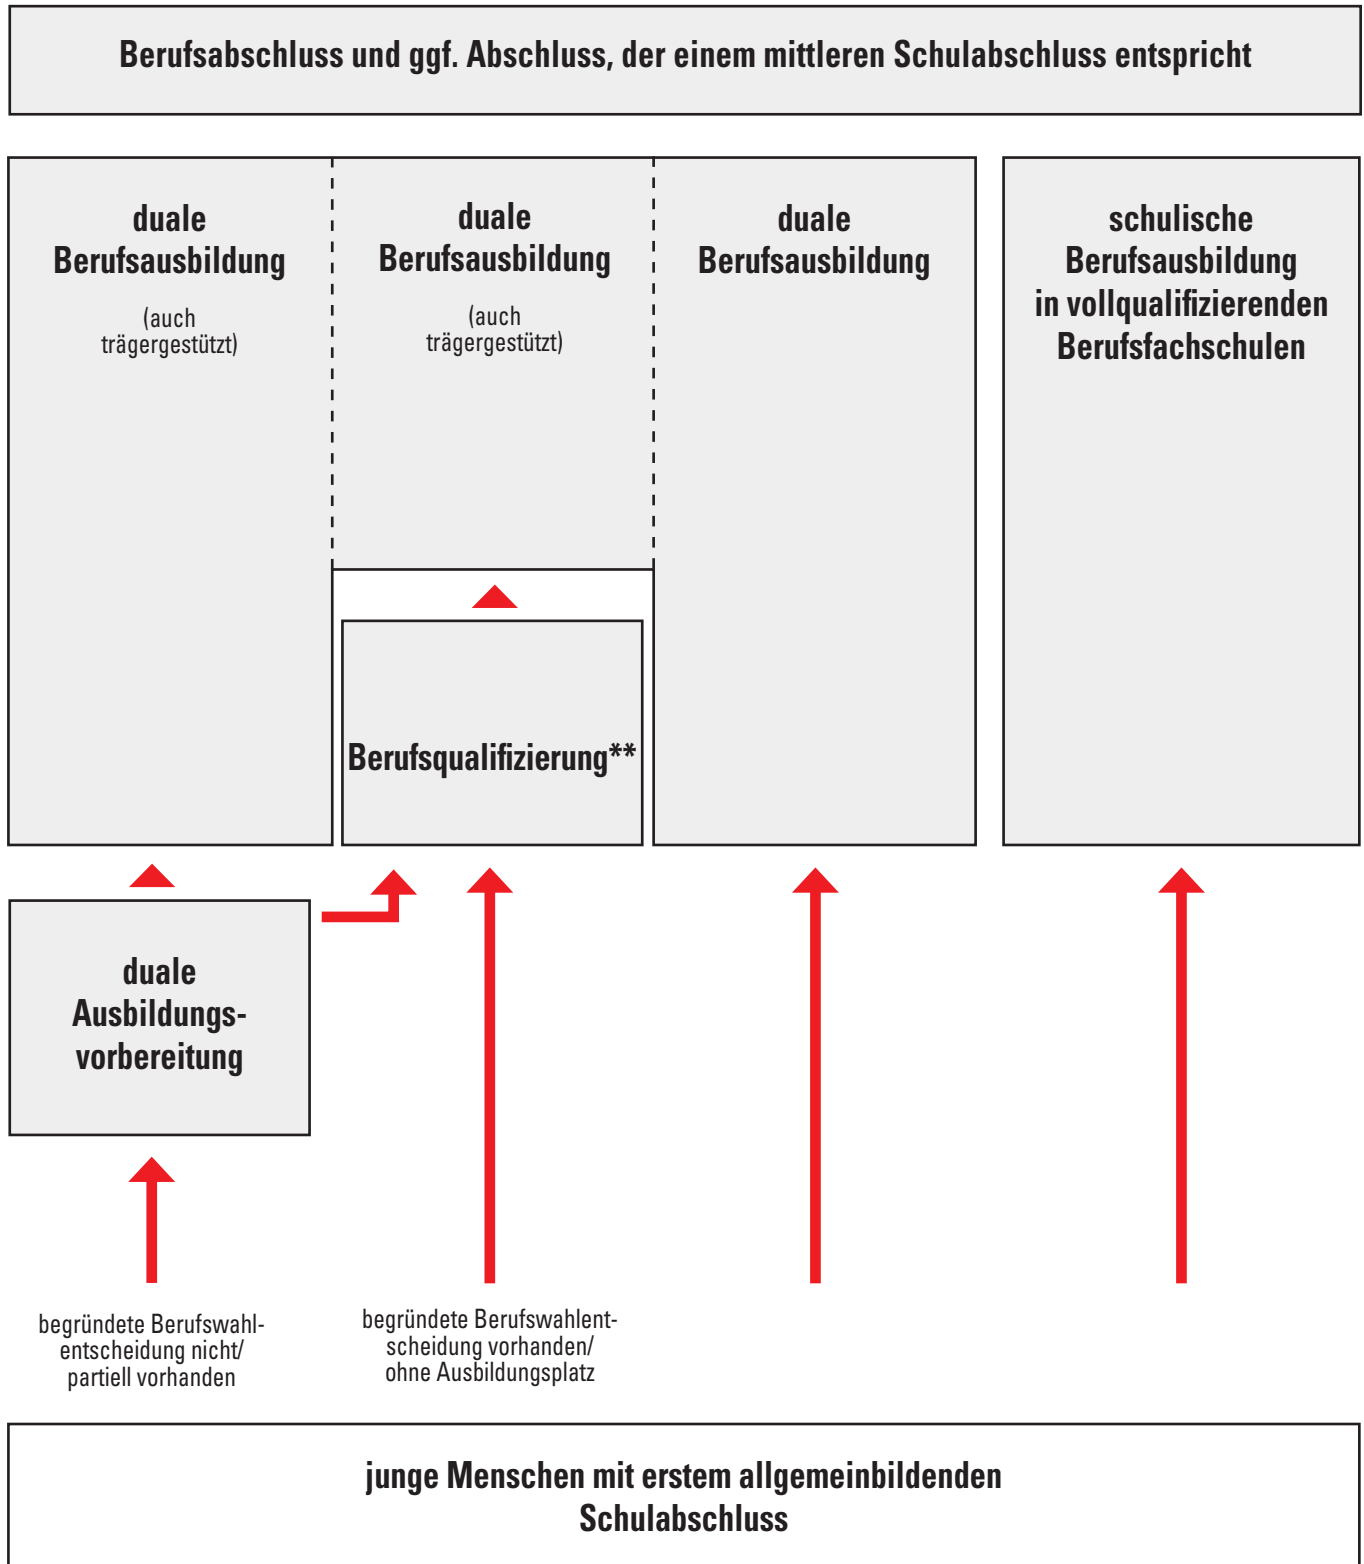 Berufsabschluss und ggf. Abschluss, der einem mittleren Schulabschluss entspricht
duale
Berufsausbildung
(auch
trägergestützt)
duale
Berufsausbildung
(auch
trägergestützt)
duale
Berufsausbildung
schulische
Berufsausbildung
in vollqualifizierenden
Berufsfachschulen
Berufsqualifizierung**
duale
Ausbildungs-
vorbereitung
begründete Berufswahl-
entscheidung nicht/
partiell vorhanden
begründete Berufswahlent-
scheidung vorhanden/
ohne Ausbildungsplatz
junge Menschen mit erstem allgemeinbildenden
Schulabschluss